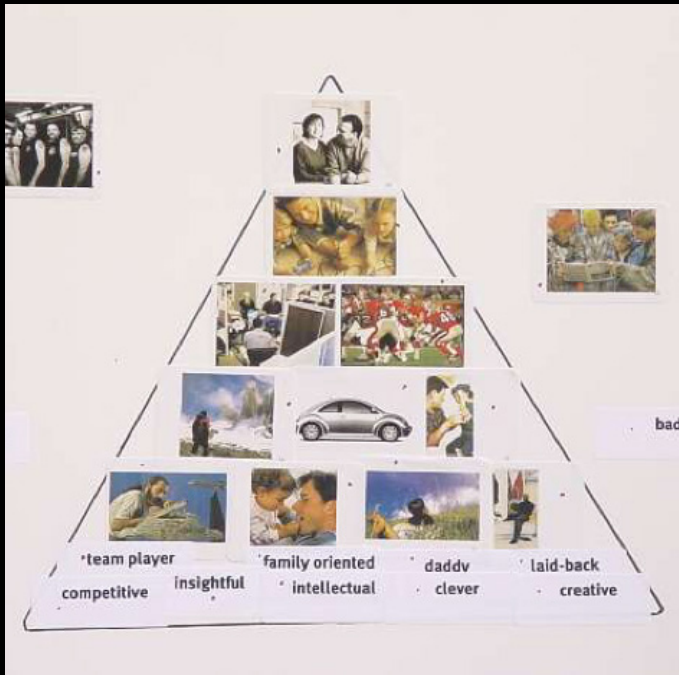 bad
team player family oriented daddy laid-back
competitive insightful intellectual clever creative